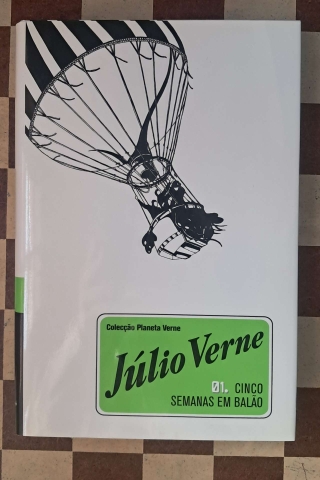 Colecção Planeta Verne
Júlio Verne
01. CINCO
SEMANAS EM BALÃO